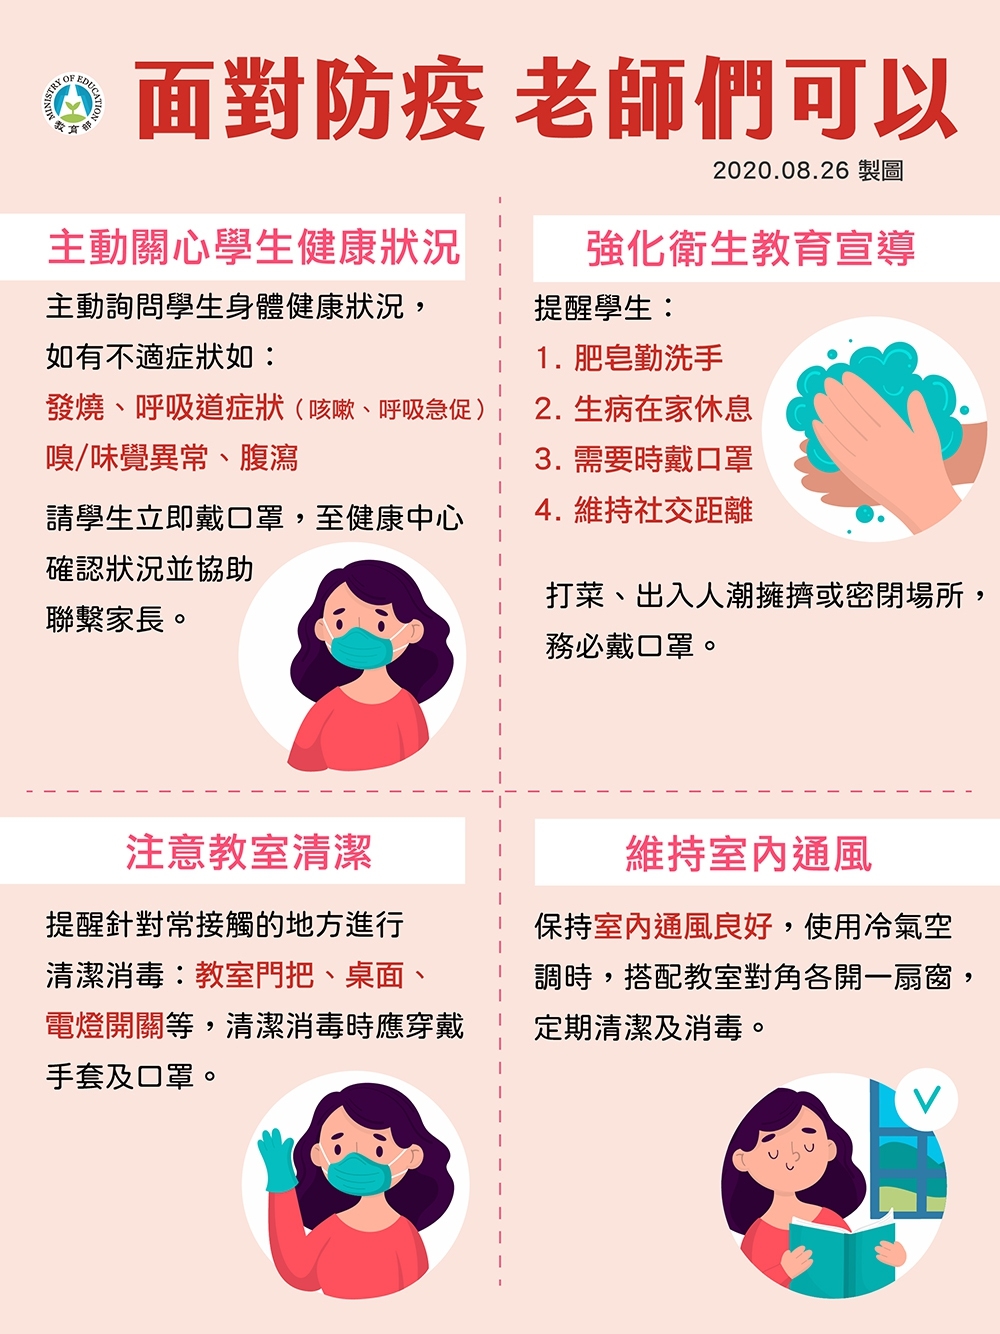 MINISTRY OF EDUCATION
教育部
面對防疫 老師們可以
2020.08.26 製圖
主動關心學生健康狀況
主動詢問學生身體健康狀況，
如有不適症狀如：
發燒、呼吸道症狀（咳嗽、呼吸急促）
嗅/味覺異常、腹瀉
請學生立即戴口罩，至健康中心
確認狀況並協助
聯繫家長。
強化衛生教育宣導
提醒學生：
1. 肥皂勤洗手
2. 生病在家休息
3. 需要時戴口罩
4. 維持社交距離
打菜、出入人潮擁擠或密閉場所，
務必戴口罩。
注意教室清潔
提醒針對常接觸的地方進行
清潔消毒：教室門把、桌面、
電燈開關等，清潔消毒時應穿戴
手套及口罩。
維持室內通風
保持室內通風良好，使用冷氣空
調時，搭配教室對角各開一扇窗，
定期清潔及消毒。